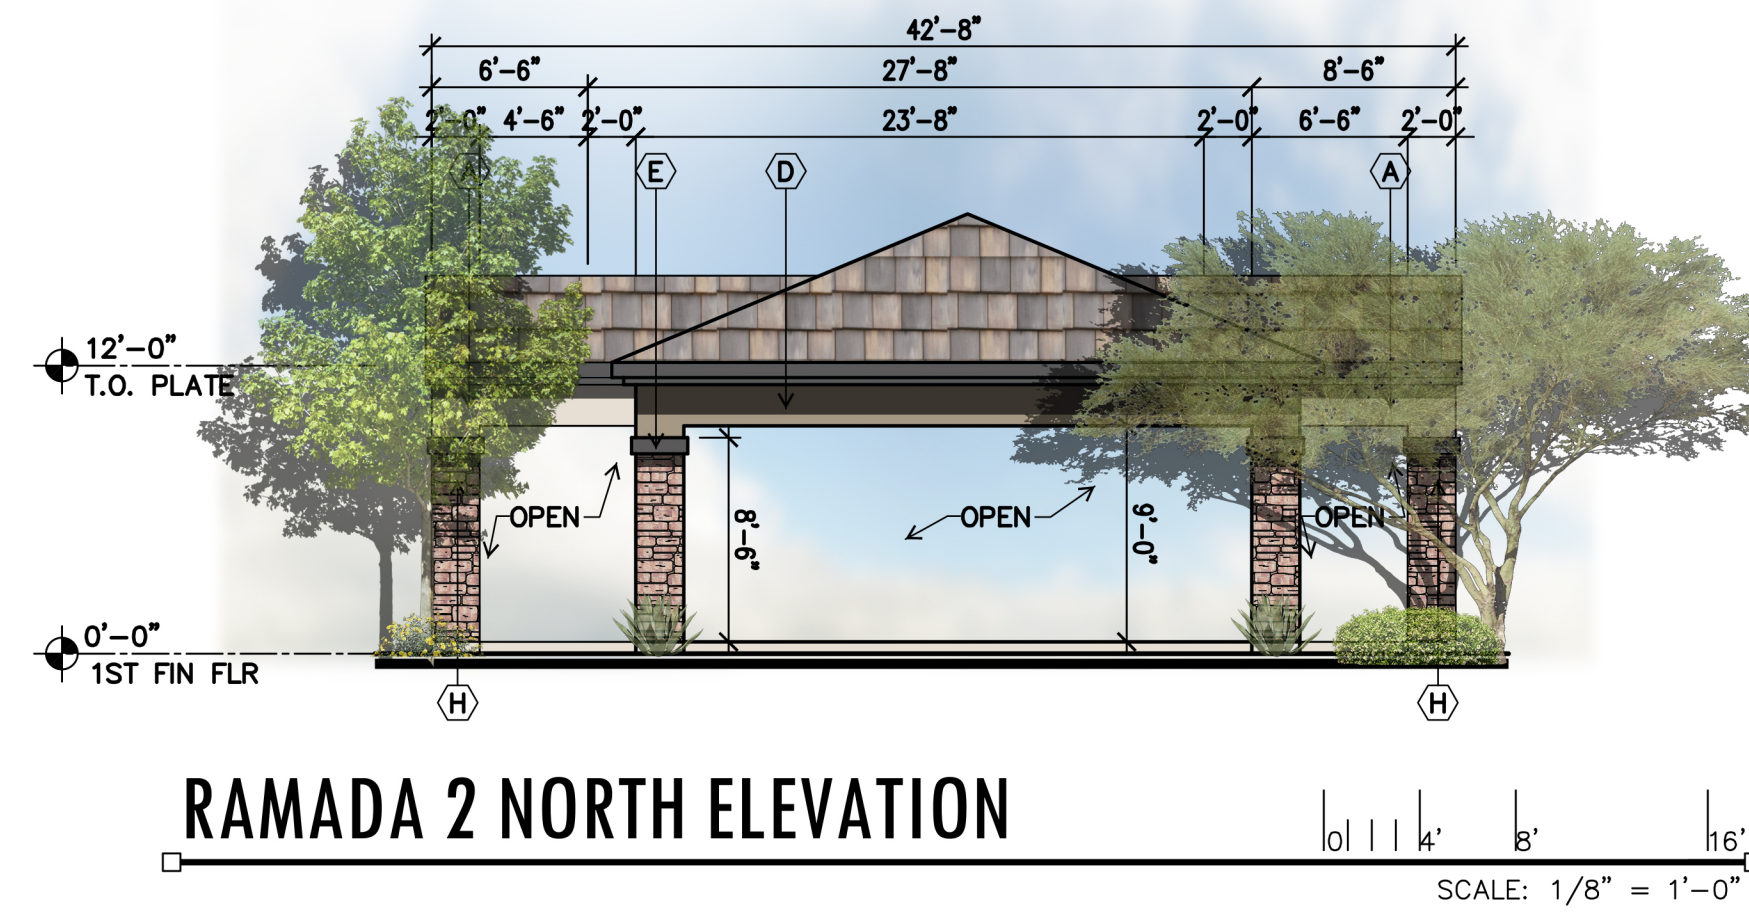 42'-8"
6'-6" 27'-8" 8'-6"
2'-0" 4'-6" 2'-0" 23'-8" 2'-0" 6'-6" 2'-0"
A E D A
12'-0"
T.O. PLATE
OPEN OPEN OPEN
8'-6" 9'-0"
0'-0"
1ST FIN FLR
H H
RAMADA 2 NORTH ELEVATION
0 4' 8' 16'
SCALE: 1/8" = 1'-0"